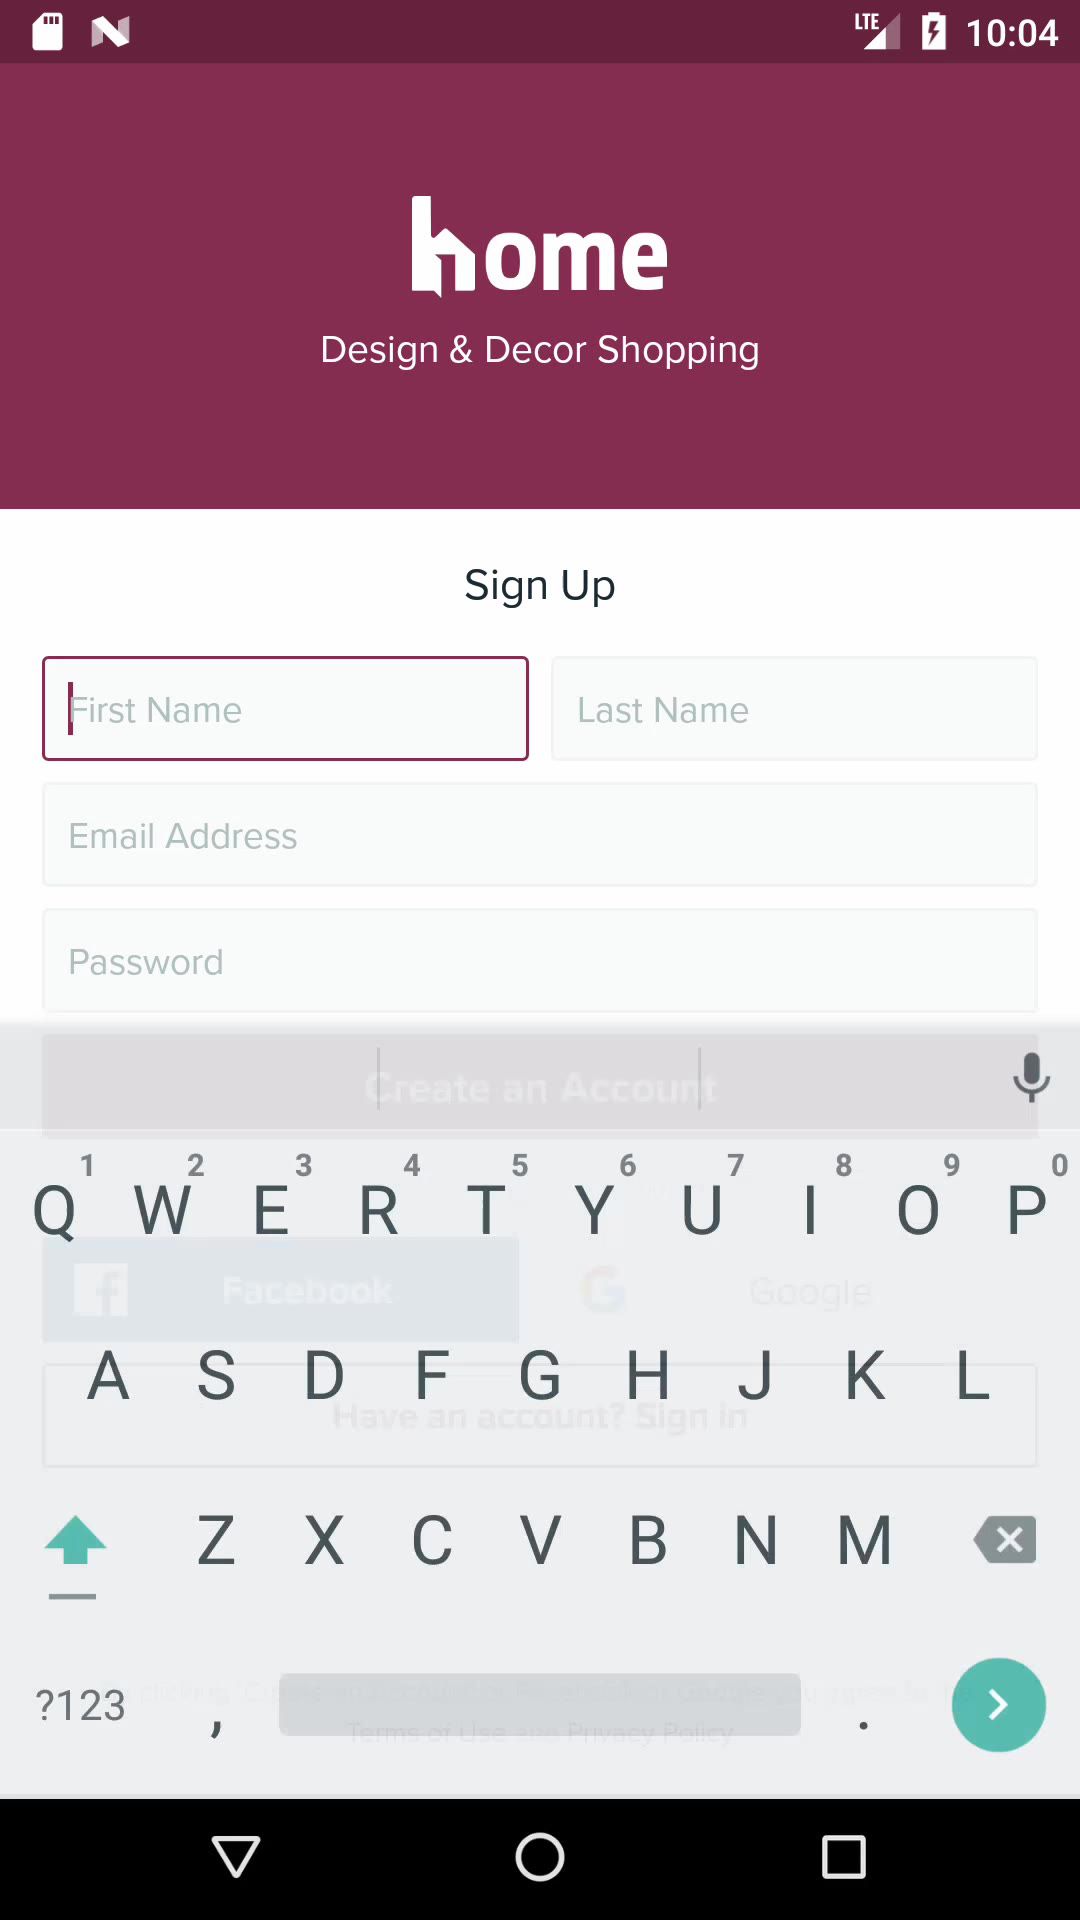 LTE 10:04
home
Design & Decor Shopping
Sign Up
First Name Last Name
Email Address
Password
Create an Account
1 2 3 4 5 6 7 8 9 0
Q W E R T Y U I O P
Facebook Google
A S D F G H J K L
Have an account? Sign in
Z X C V B N M
?123 , .
Terms of Use and Privacy Policy